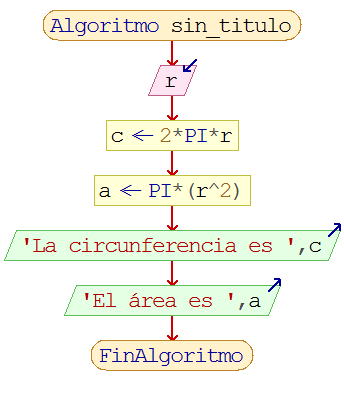 Algoritmo sin_titulo
r
c ← 2*PI*r
a ← PI*(r^2)
'La circunferencia es ',c
'El área es ',a
FinAlgoritmo